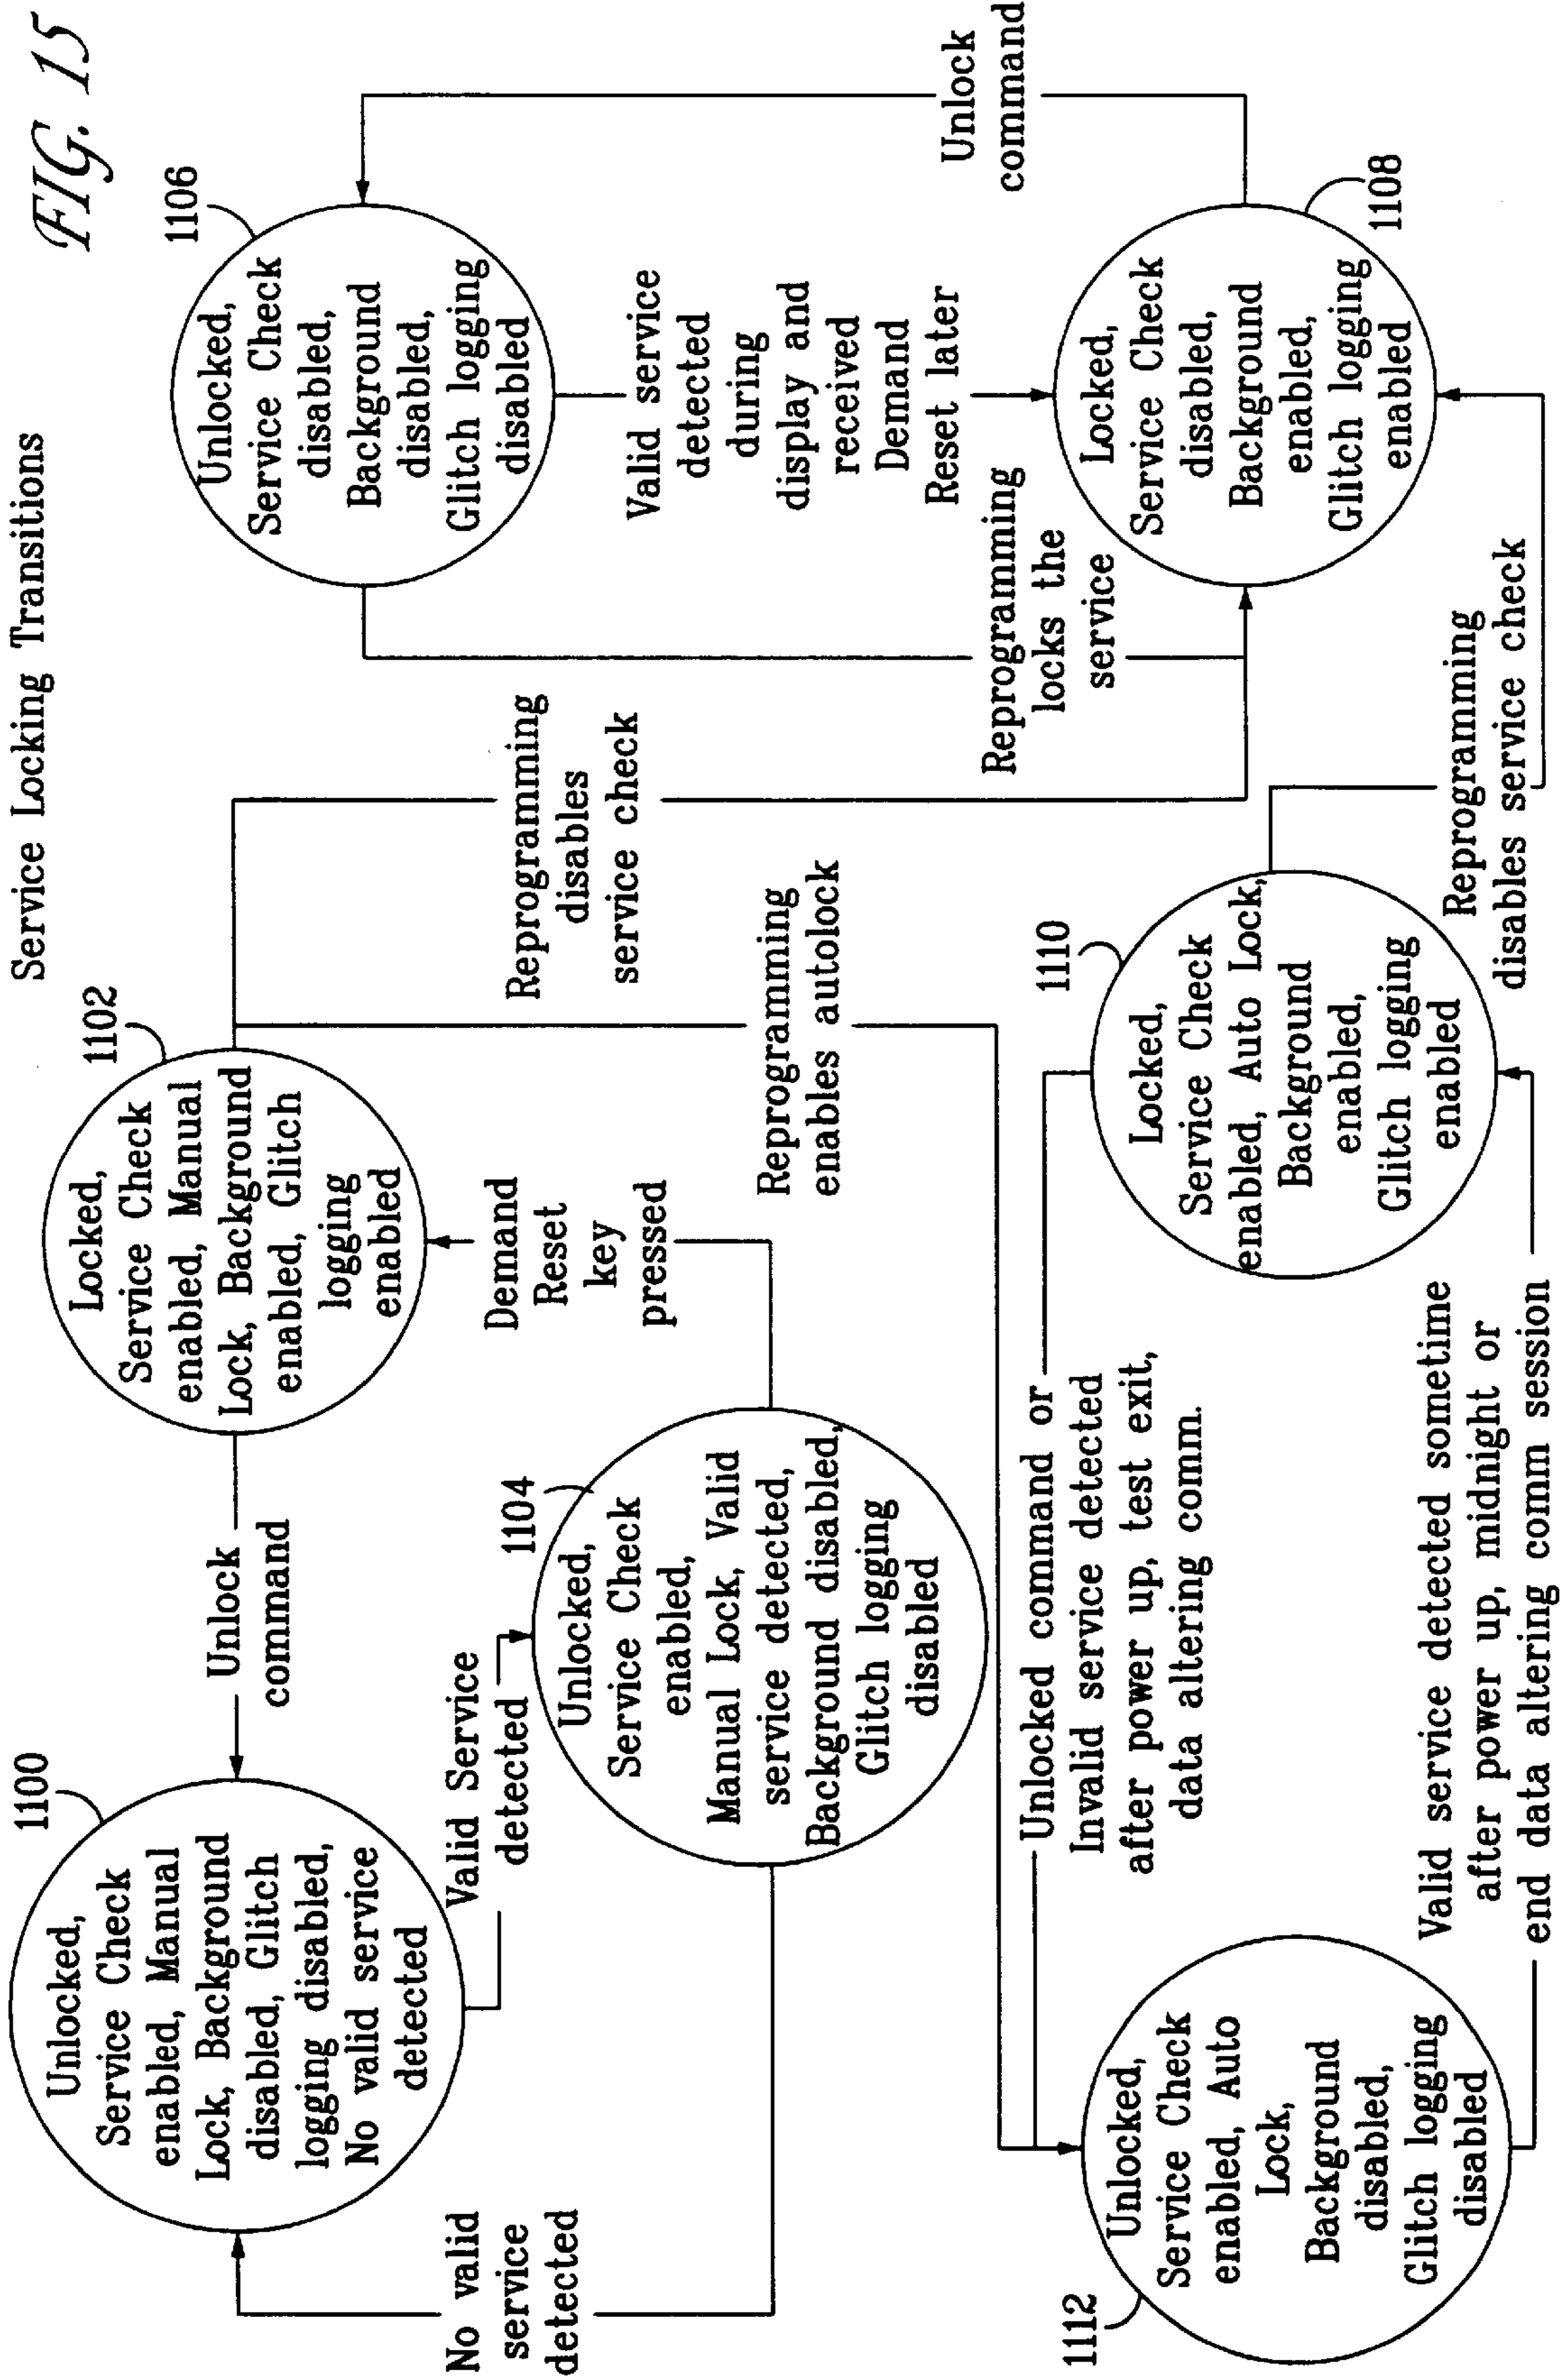 FIG. 15
Service Locking Transitions
1100
Unlocked,
Service Check
enabled, Manual
Lock, Background
disabled, Glitch
logging disabled,
No valid service
detected
Unlock
command
1102
Locked,
Service Check
enabled, Manual
Lock, Background
enabled, Glitch
logging
enabled
1106
Unlocked,
Service Check
disabled,
Background
disabled,
Glitch logging
disabled
No valid
service
detected
Valid Service
detected
1104
Unlocked,
Service Check
enabled,
Manual Lock, Valid
service detected,
Background disabled,
Glitch logging
disabled
Demand
Reset
key
pressed
Reprogramming
disables
service check
Reprogramming
enables autolock
Valid service
detected
during
display and
received
Demand
Reset later
Unlock
command
Reprogramming
locks the
service
1112
Unlocked,
Service Check
enabled, Auto
Lock,
Background
disabled,
Glitch logging
disabled
Unlocked command or
Invalid service detected
after power up, test exit,
data altering comm.
1110
Locked,
Service Check
enabled, Auto Lock,
Background
enabled,
Glitch logging
enabled
1108
Locked,
Service Check
disabled,
Background
enabled,
Glitch logging
enabled
Valid service detected sometime
after power up, midnight or
end data altering comm session
Reprogramming
disables service check